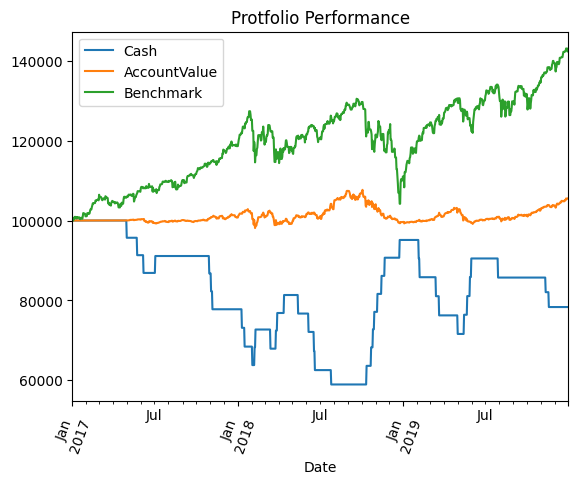 Protfolio Performance
Cash
AccountValue
Benchmark
140000
120000
100000
80000
60000
Jan
2017
Jul
Jan
2018
Jul
Jan
2019
Jul
Date